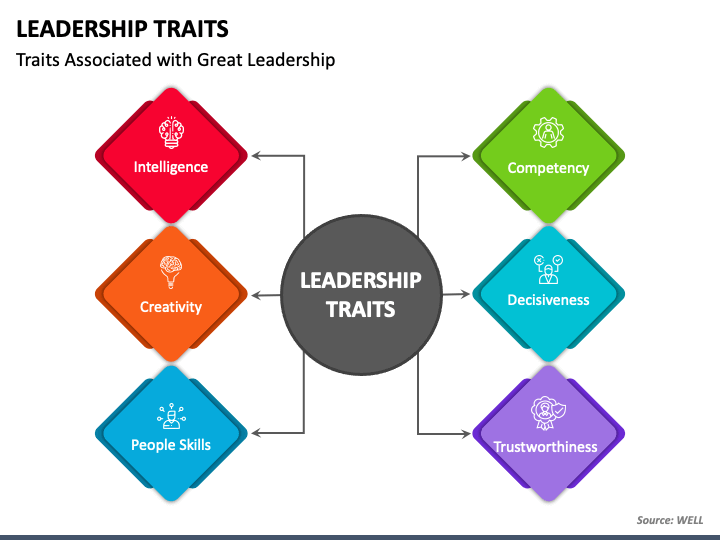 LEADERSHIP TRAITS
Traits Associated with Great Leadership
Intelligence
Competency
LEADERSHIP
TRAITS
Creativity
Decisiveness
People Skills
Trustworthiness
Source: WELL